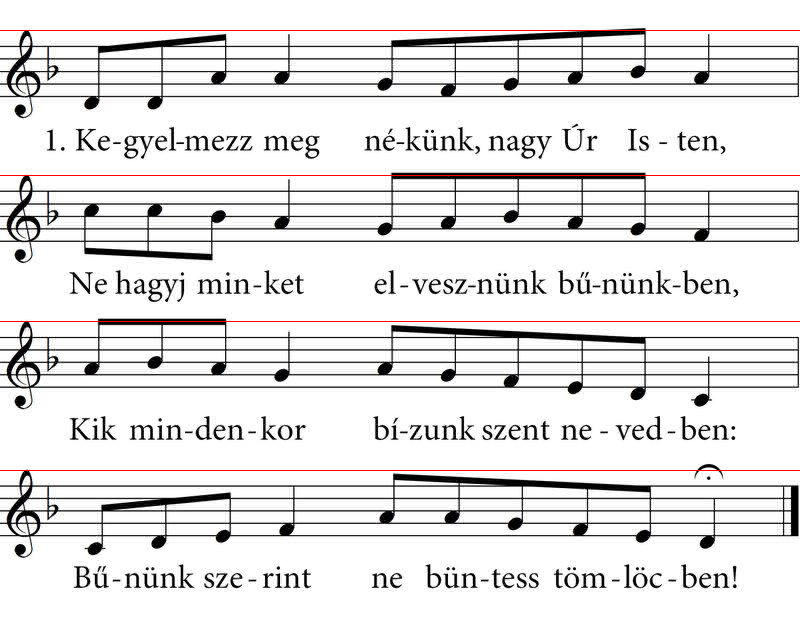 1. Ke-gyel-mezz meg né-künk, nagy Úr Is - ten,
Ne hagyj min-ket el-vesz-nünk bű-nünk-ben,
Kik min-den-kor bí-zunk szent ne - ved-ben:
Bű-nünk sze-rint ne bün-tess töm-löc-ben!